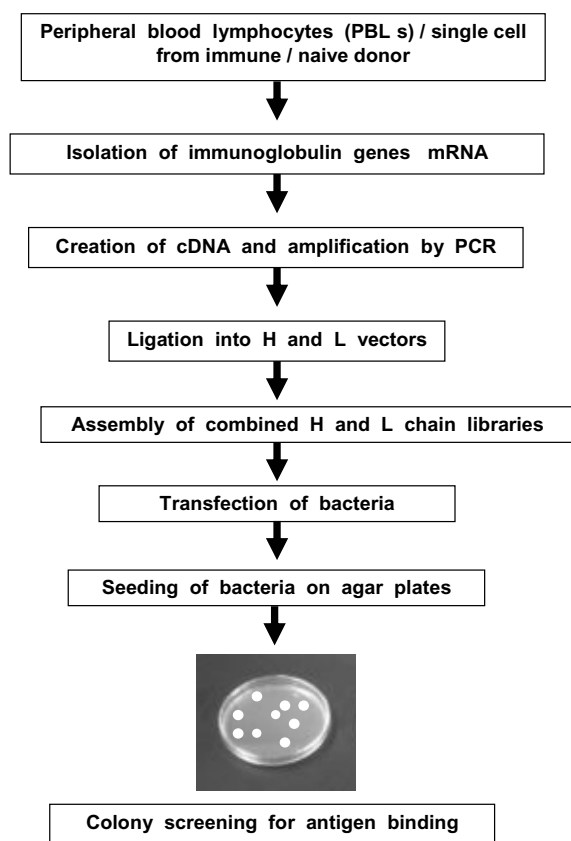 Peripheral blood lymphocytes (PBL s) / single cell
from immune / naive donor
Isolation of immunoglobulin genes mRNA
Creation of cDNA and amplification by PCR
Ligation into H and L vectors
Assembly of combined H and L chain libraries
Transfection of bacteria
Seeding of bacteria on agar plates
Colony screening for antigen binding